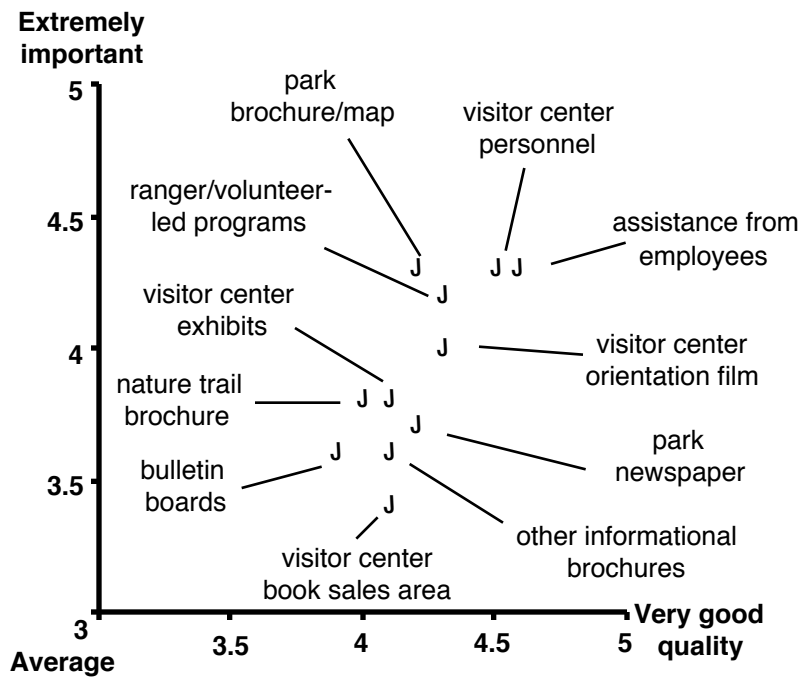 Extremely
important
park
brochure/map
visitor center
personnel
5
ranger/volunteer-
led programs
4.5
assistance from
employees
J
J J
J
visitor center
exhibits
4
J
visitor center
orientation film
nature trail
brochure
J J
J
park
newspaper
bulletin
boards
J
J
3.5
J
other informational
brochures
visitor center
book sales area
3
3.5
4
4.5
5
Very good
quality
Average